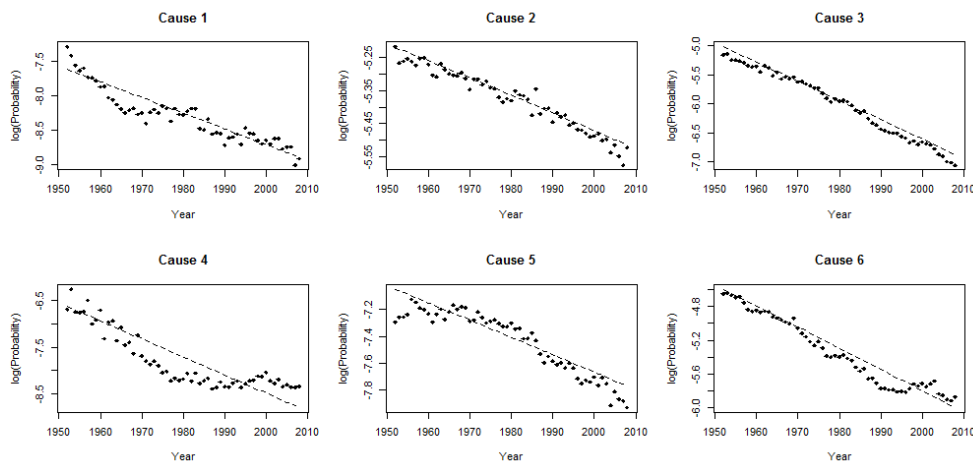 Cause 1
log(Probability)
-7.5
-8.0
-8.5
-9.0
1950 1960 1970 1980 1990 2000 2010
Year
Cause 2
log(Probability)
-5.25
-5.35
-5.45
-5.55
1950 1960 1970 1980 1990 2000 2010
Year
Cause 3
log(Probability)
-5.0
-5.5
-6.0
-6.5
-7.0
1950 1960 1970 1980 1990 2000 2010
Year
Cause 4
log(Probability)
-6.5
-7.5
-8.5
1950 1960 1970 1980 1990 2000 2010
Year
Cause 5
log(Probability)
-7.2
-7.4
-7.6
-7.8
1950 1960 1970 1980 1990 2000 2010
Year
Cause 6
log(Probability)
-4.8
-5.2
-5.6
-6.0
1950 1960 1970 1980 1990 2000 2010
Year